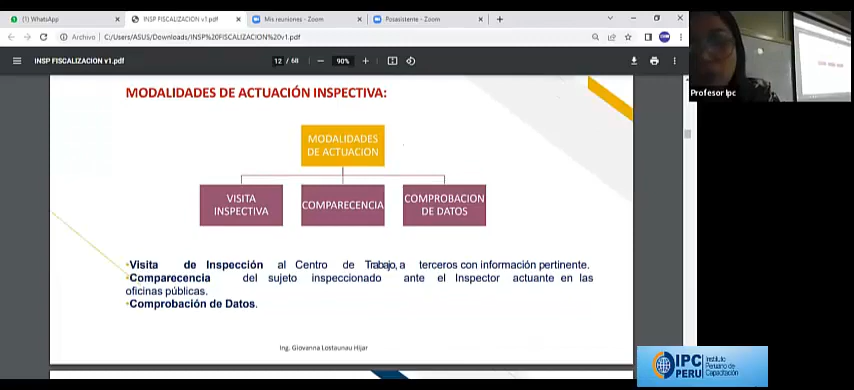 (1) WhatsApp
INSP FISCALIZACION v1.pdf
Mis reuniones - Zoom
Posasistente - Zoom
Archivo
C:/Users/ASUS/Downloads/INSP%20FISCALIZACION%20v1.pdf
INSP FISCALIZACION v1.pdf
12 / 68
90%
MODALIDADES DE ACTUACIÓN INSPECTIVA:
MODALIDADES
DE ACTUACION
VISITA
INSPECTIVA
COMPARECENCIA
COMPROBACION
DE DATOS
•Visita de Inspección al Centro de Trabajo, a terceros con información pertinente.
•Comparecencia del sujeto inspeccionado ante el Inspector actuante en las
oficinas públicas.
•Comprobación de Datos.
Ing. Giovanna Lostaunau Hijar
Profesor Ipc
IPC
PERU
Instituto
Peruano de
Capacitación